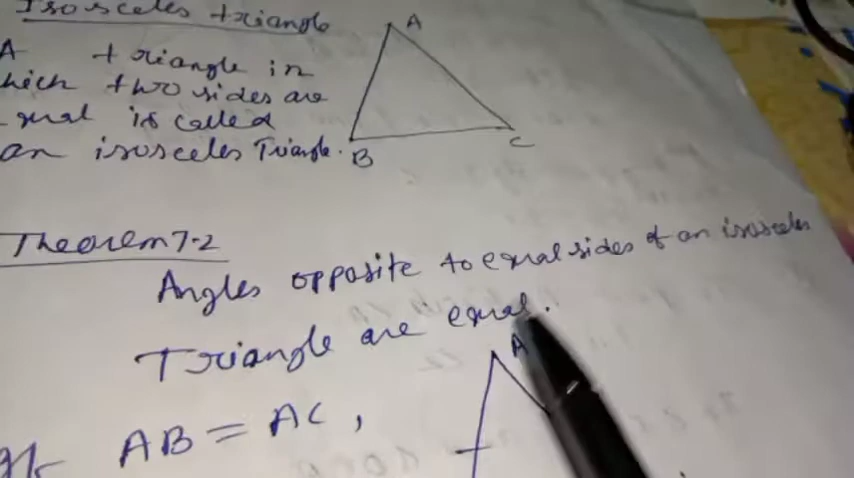 Isosceles triangle
A
A triangle in
which two sides are
equal is called
an isosceles Triangle.
B
C
Theorem 7.2
Angles opposite to equal sides of an isosceles
Triangle are equal.
A
AB = AC,